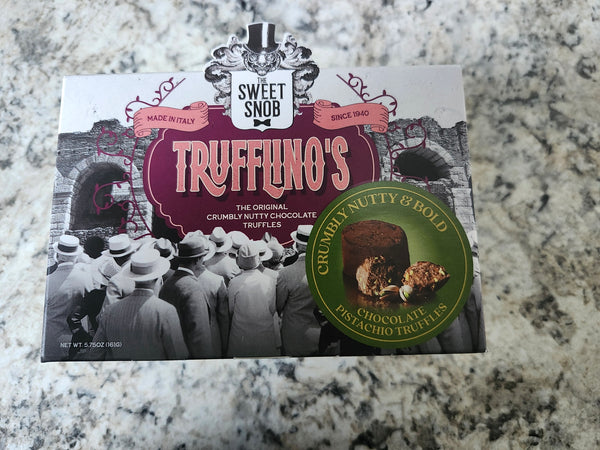 THE
SWEET
SNOB
MADE IN ITALY
SINCE 1940
TRUFFLINO'S
THE ORIGINAL
CRUMBLY NUTTY CHOCOLATE
TRUFFLES
CRUMBLY NUTTY & BOLD
CHOCOLATE
PISTACHIO TRUFFLES
NET WT. 5.75OZ (161G)